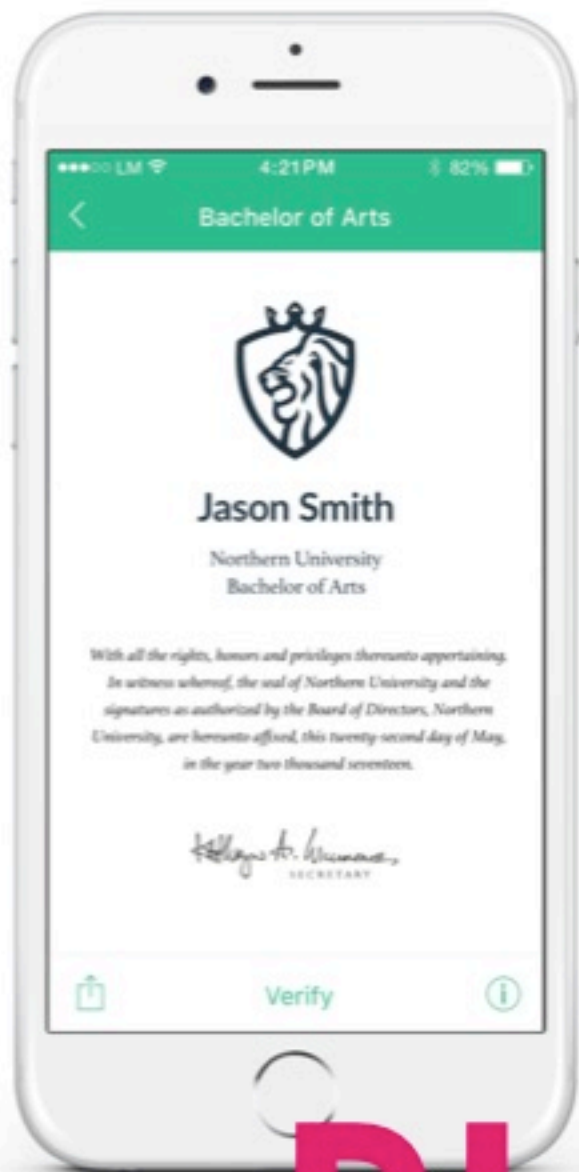 LM 4:21 PM 82%
Bachelor of Arts
Jason Smith
Northern University
Bachelor of Arts
With all the rights, honors and privileges thereunto appertaining.
In witness whereof, the seal of Northern University and the
signatures as authorized by the Board of Directors, Northern
University, are hereunto affixed, this twenty-second day of May,
in the year two thousand seventeen.
SECRETARY
Verify